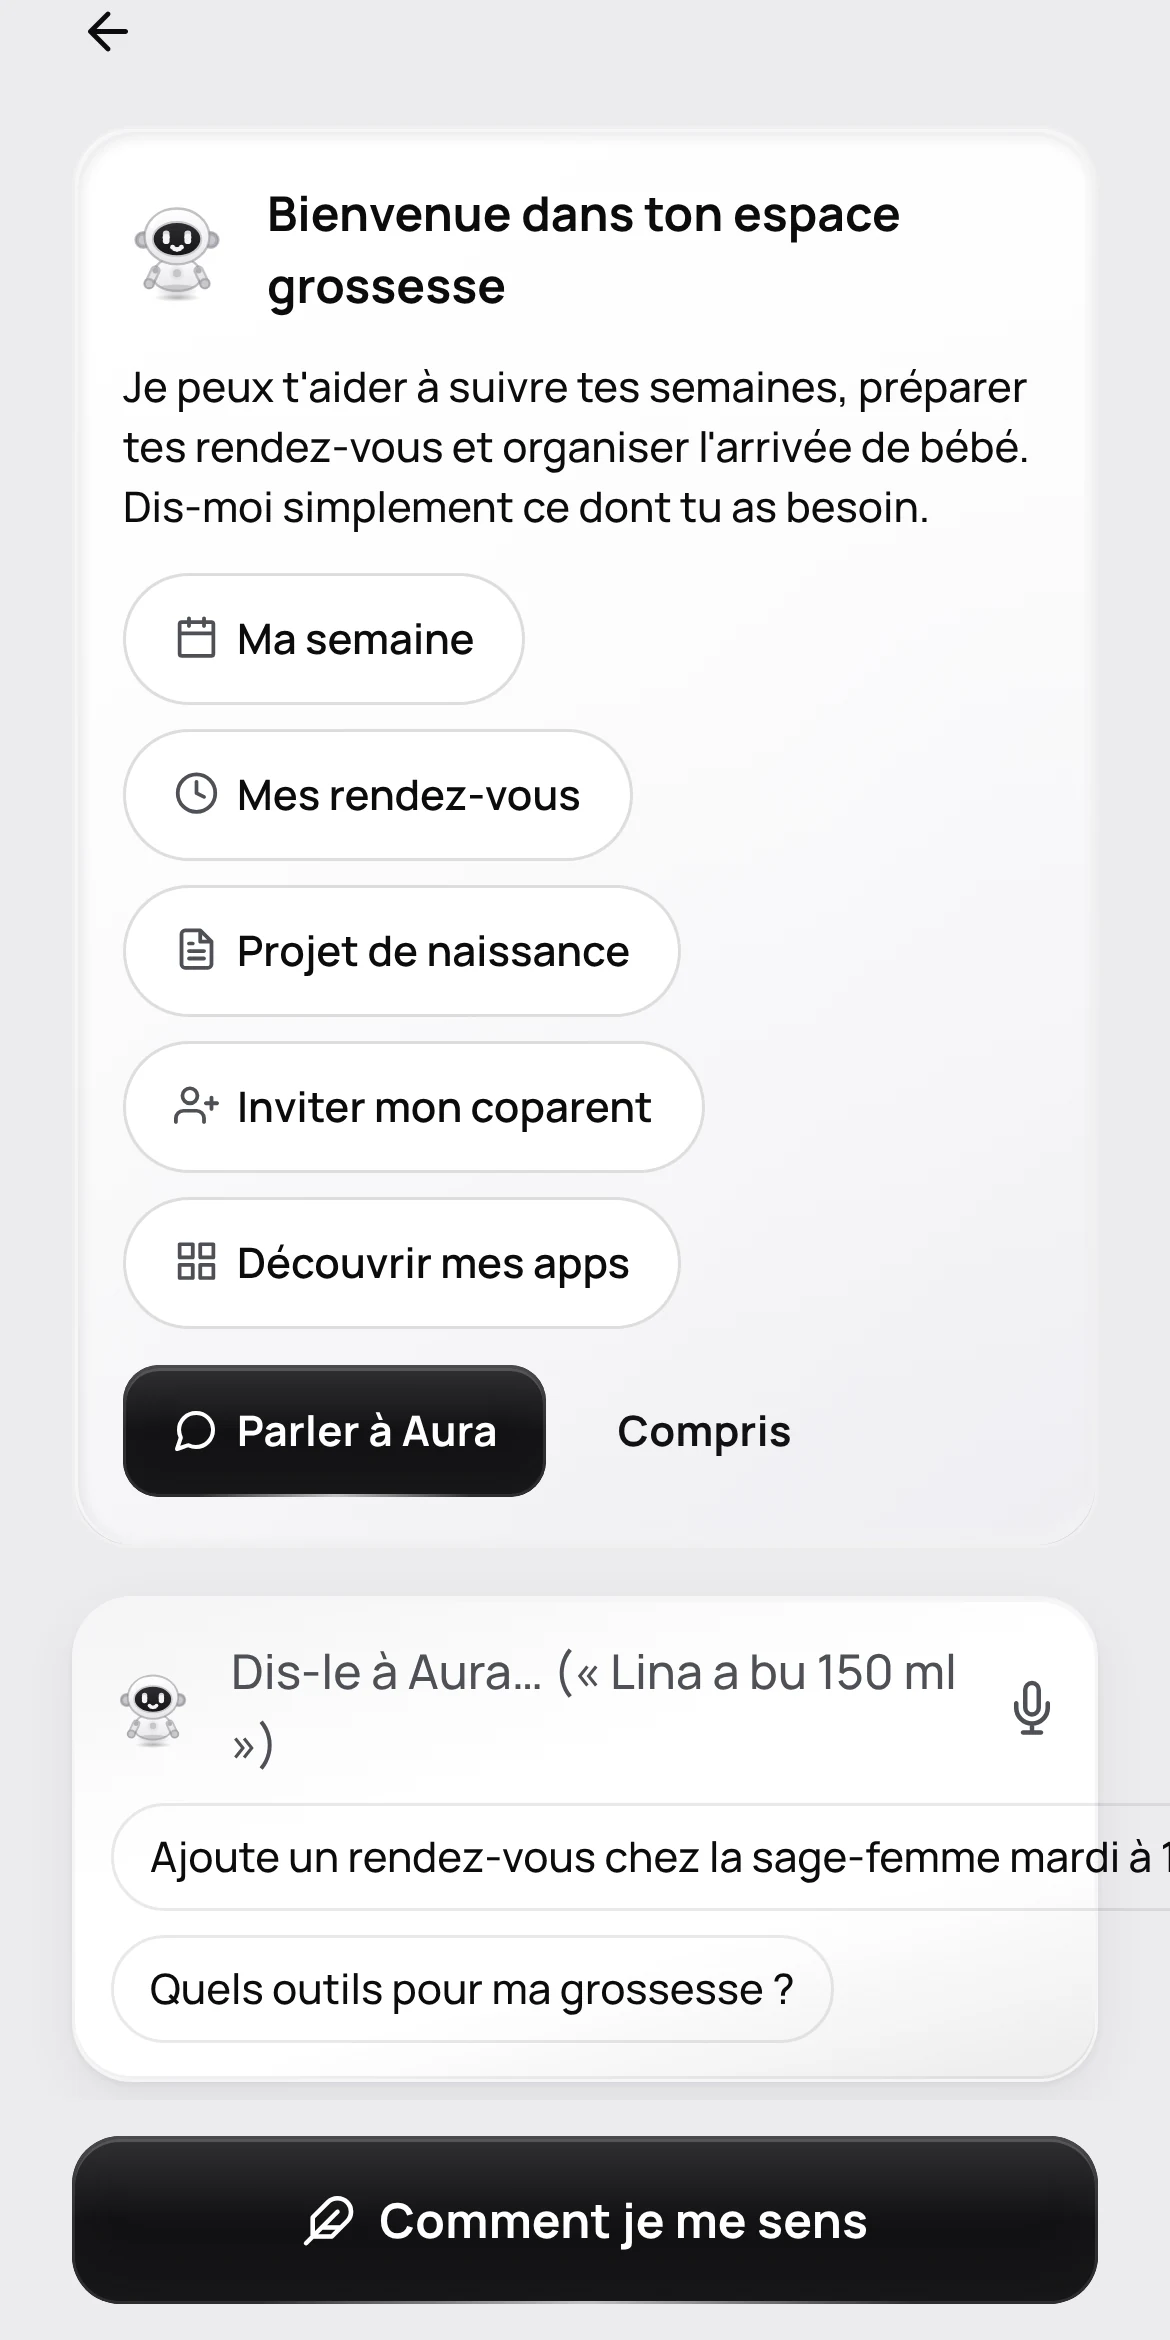 Bienvenue dans ton espace
grossesse
Je peux t'aider à suivre tes semaines, préparer
tes rendez-vous et organiser l'arrivée de bébé.
Dis-moi simplement ce dont tu as besoin.
Ma semaine
Mes rendez-vous
Projet de naissance
Inviter mon coparent
Découvrir mes apps
Parler à Aura
Compris
Dis-le à Aura... (« Lina a bu 150 ml
»)
Ajoute un rendez-vous chez la sage-femme mardi à
Quels outils pour ma grossesse ?
Comment je me sens